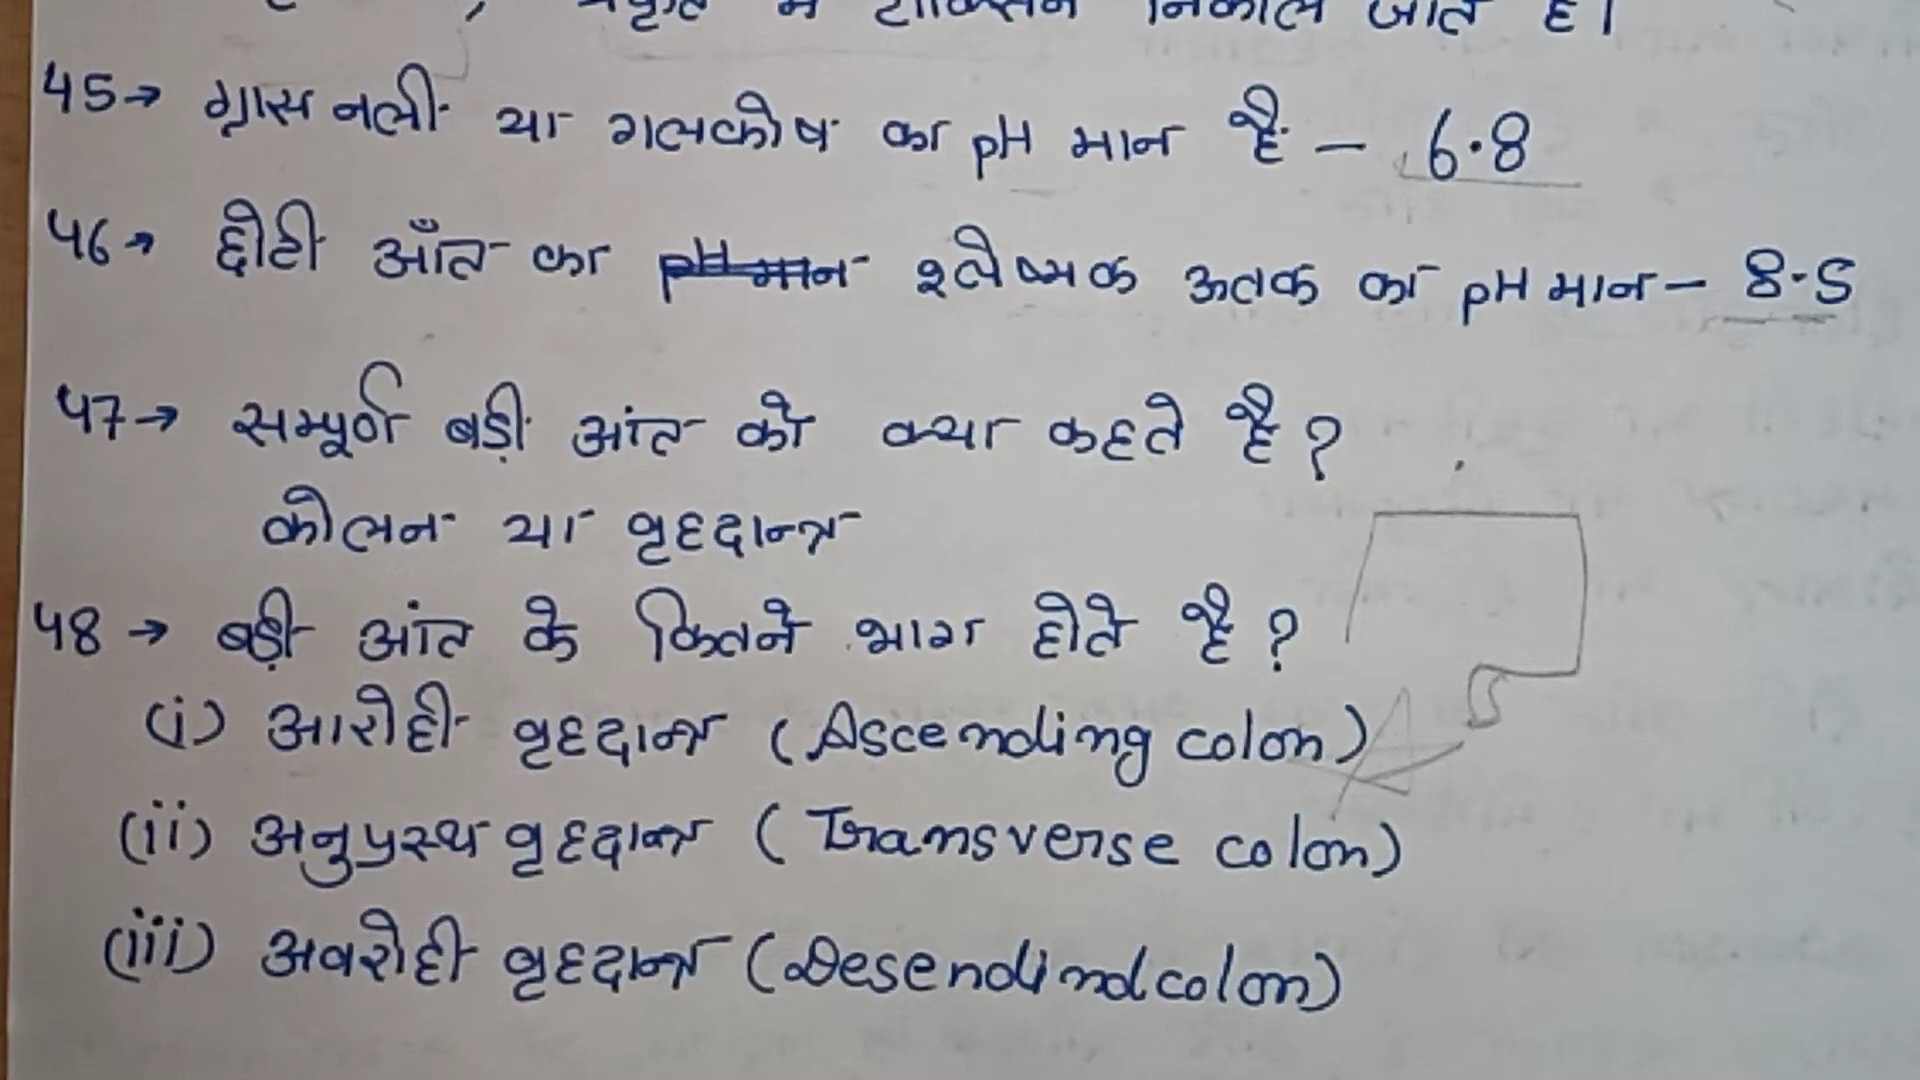 में टॉक्सिन निकाले जाते है।
45→ ग्रास नली या गलकोष का pH मान है - 6.8
46→ छोटी आँत का pH मान श्लेष्मक ऊतक का pH मान - 8.5
47→ सम्पूर्ण बड़ी आंत को क्या कहते है?
कोलन या वृहदान्त्र
48→ बड़ी आंत के कितने भाग होते है?
(i) आरोही वृहदान्त्र (Ascending colon)
(ii) अनुप्रस्थ वृहदान्त्र (Transverse colon)
(iii) अवरोही वृहदान्त्र (Desendind colon)